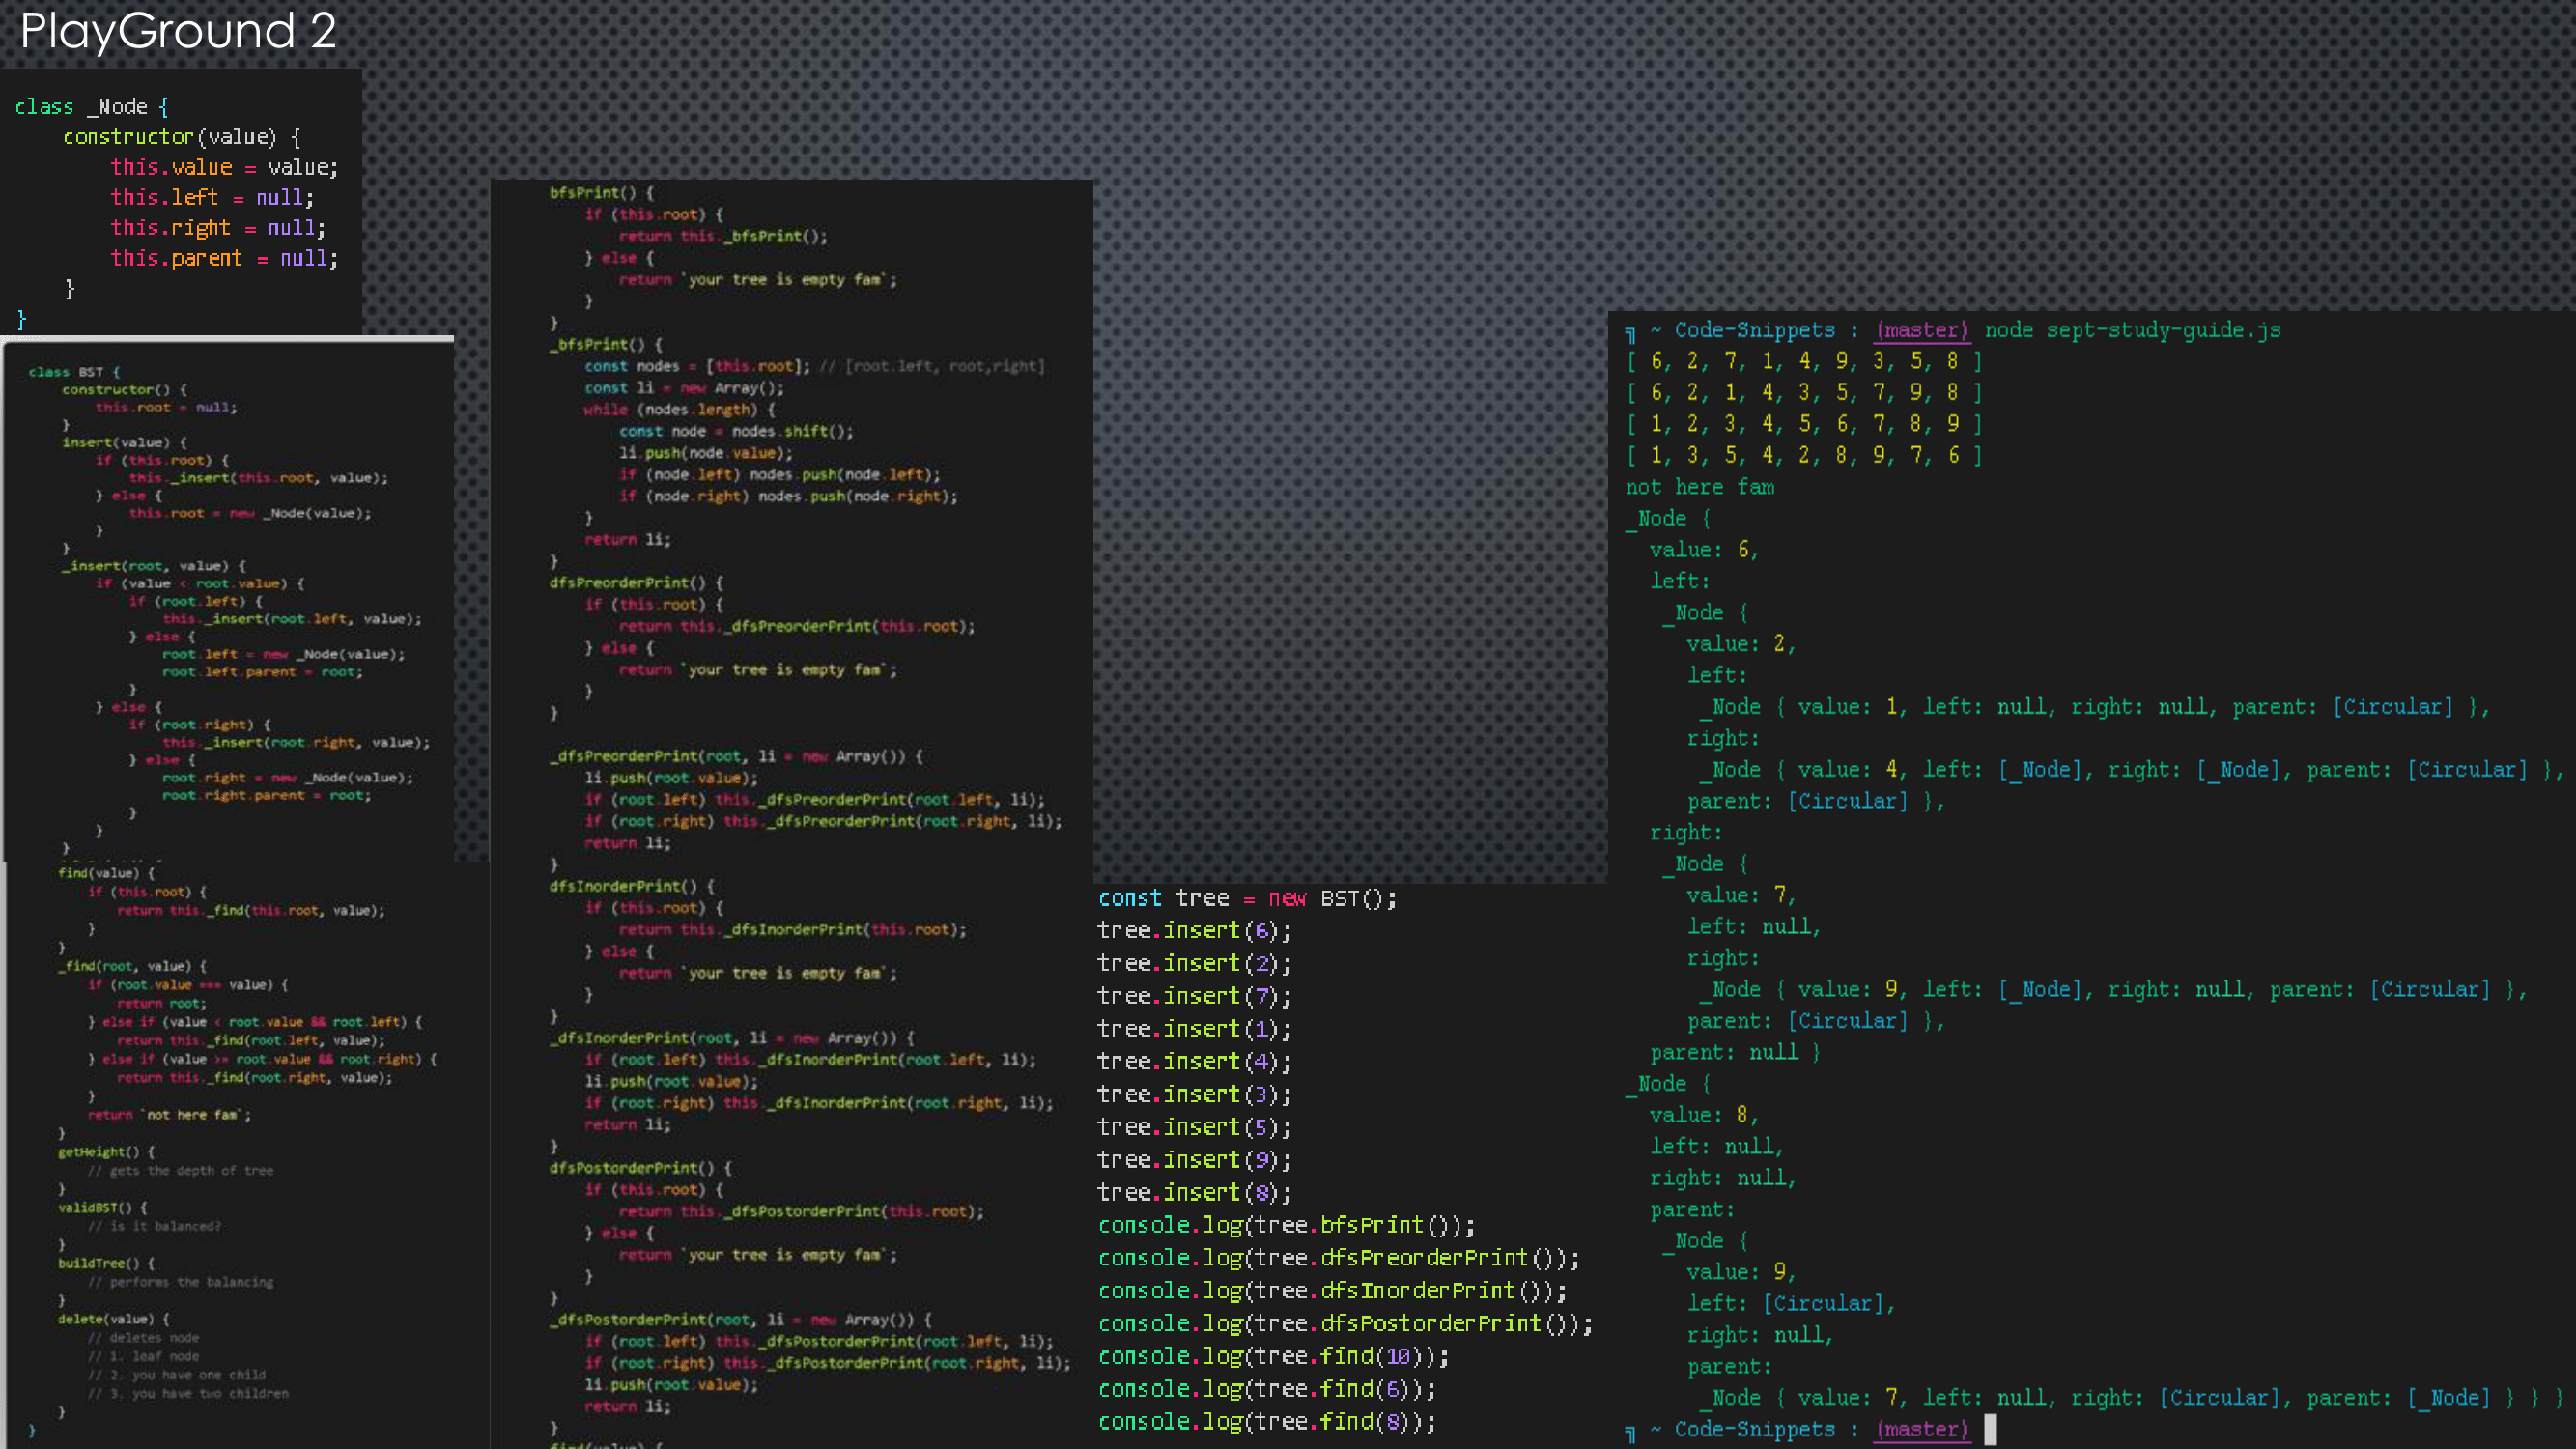 PlayGround 2
class _Node {
constructor(value) {
this.value = value;
this.left = null;
this.right = null;
this.parent = null;
}
}
class BST {
constructor() {
this.root = null;
}
insert(value) {
if (this.root) {
this._insert(this.root, value);
} else {
this.root = new _Node(value);
}
}
_insert(root, value) {
if (value < root.value) {
if (root.left) {
this._insert(root.left, value);
} else {
root.left = new _Node(value);
root.left.parent = root;
}
} else {
if (root.right) {
this._insert(root.right, value);
} else {
root.right = new _Node(value);
root.right.parent = root;
}
}
}
find(value) {
if (this.root) {
return this._find(this.root, value);
}
}
_find(root, value) {
if (root.value === value) {
return root;
} else if (value < root.value && root.left) {
return this._find(root.left, value);
} else if (value >= root.value && root.right) {
return this._find(root.right, value);
}
return `not here fam`;
}
getHeight() {
// gets the depth of tree
}
validBST() {
// is it balanced?
}
buildTree() {
// performs the balancing
}
delete(value) {
// deletes node
// 1. leaf node
// 2. you have one child
// 3. you have two children
}
}
bfsPrint() {
if (this.root) {
return this._bfsPrint();
} else {
return `your tree is empty fam`;
}
}
_bfsPrint() {
const nodes = [this.root]; // [root.left, root,right]
const li = new Array();
while (nodes.length) {
const node = nodes.shift();
li.push(node.value);
if (node.left) nodes.push(node.left);
if (node.right) nodes.push(node.right);
}
return li;
}
dfsPreorderPrint() {
if (this.root) {
return this._dfsPreorderPrint(this.root);
} else {
return `your tree is empty fam`;
}
}
_dfsPreorderPrint(root, li = new Array()) {
li.push(root.value);
if (root.left) this._dfsPreorderPrint(root.left, li);
if (root.right) this._dfsPreorderPrint(root.right, li);
return li;
}
dfsInorderPrint() {
if (this.root) {
return this._dfsInorderPrint(this.root);
} else {
return `your tree is empty fam`;
}
}
_dfsInorderPrint(root, li = new Array()) {
if (root.left) this._dfsInorderPrint(root.left, li);
li.push(root.value);
if (root.right) this._dfsInorderPrint(root.right, li);
return li;
}
dfsPostorderPrint() {
if (this.root) {
return this._dfsPostorderPrint(this.root);
} else {
return `your tree is empty fam`;
}
}
_dfsPostorderPrint(root, li = new Array()) {
if (root.left) this._dfsPostorderPrint(root.left, li);
if (root.right) this._dfsPostorderPrint(root.right, li);
li.push(root.value);
return li;
}
const tree = new BST();
tree.insert(6);
tree.insert(2);
tree.insert(7);
tree.insert(1);
tree.insert(4);
tree.insert(3);
tree.insert(5);
tree.insert(9);
tree.insert(8);
console.log(tree.bfsPrint());
console.log(tree.dfsPreorderPrint());
console.log(tree.dfsInorderPrint());
console.log(tree.dfsPostorderPrint());
console.log(tree.find(10));
console.log(tree.find(6));
console.log(tree.find(8));
╗ ~ Code-Snippets : (master) node sept-study-guide.js
[ 6, 2, 7, 1, 4, 9, 3, 5, 8 ]
[ 6, 2, 1, 4, 3, 5, 7, 9, 8 ]
[ 1, 2, 3, 4, 5, 6, 7, 8, 9 ]
[ 1, 3, 5, 4, 2, 8, 9, 7, 6 ]
not here fam
_Node {
value: 6,
left:
_Node {
value: 2,
left:
_Node { value: 1, left: null, right: null, parent: [Circular] },
right:
_Node { value: 4, left: [_Node], right: [_Node], parent: [Circular] },
parent: [Circular] },
right:
_Node {
value: 7,
left: null,
right:
_Node { value: 9, left: [_Node], right: null, parent: [Circular] },
parent: [Circular] },
parent: null }
_Node {
value: 8,
left: null,
right: null,
parent:
_Node {
value: 9,
left: [Circular],
right: null,
parent:
_Node { value: 7, left: null, right: [Circular], parent: [_Node] } } }
╗ ~ Code-Snippets : (master)